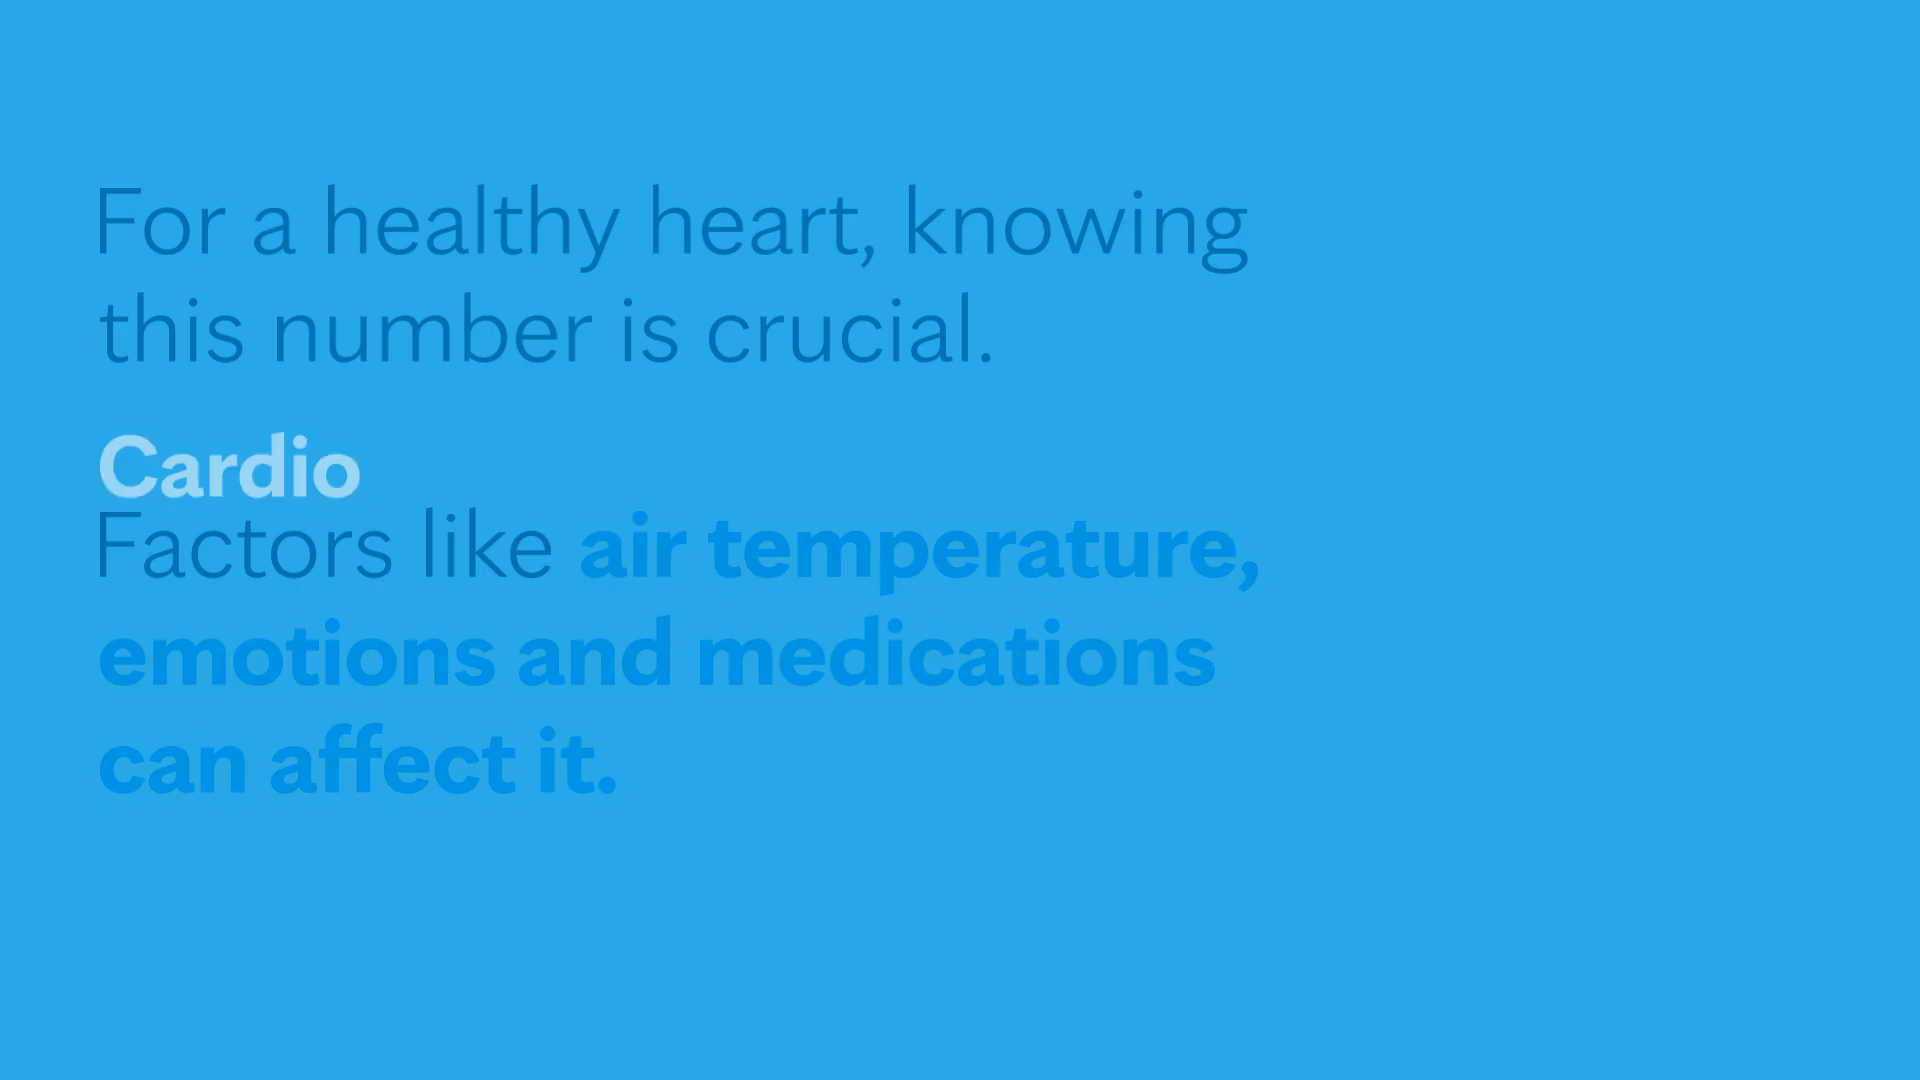 For a healthy heart, knowing
this number is crucial.
Cardio
Factors like air temperature,
emotions and medications
can affect it.